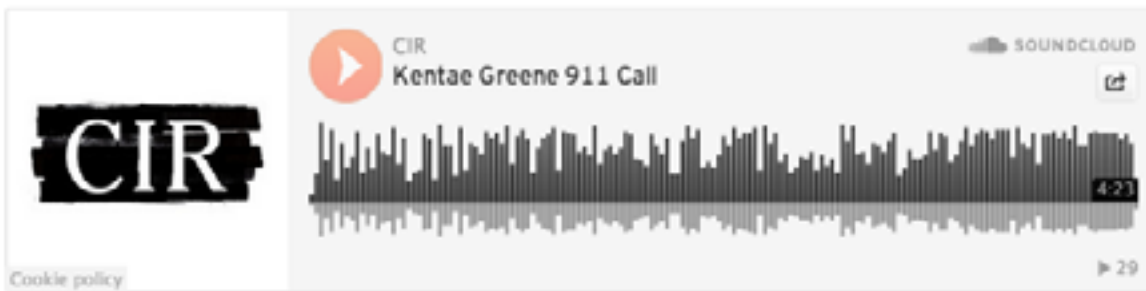 CIR
CIR
SOUNDCLOUD
Kentae Greene 911 Call
4:23
29
Cookie policy